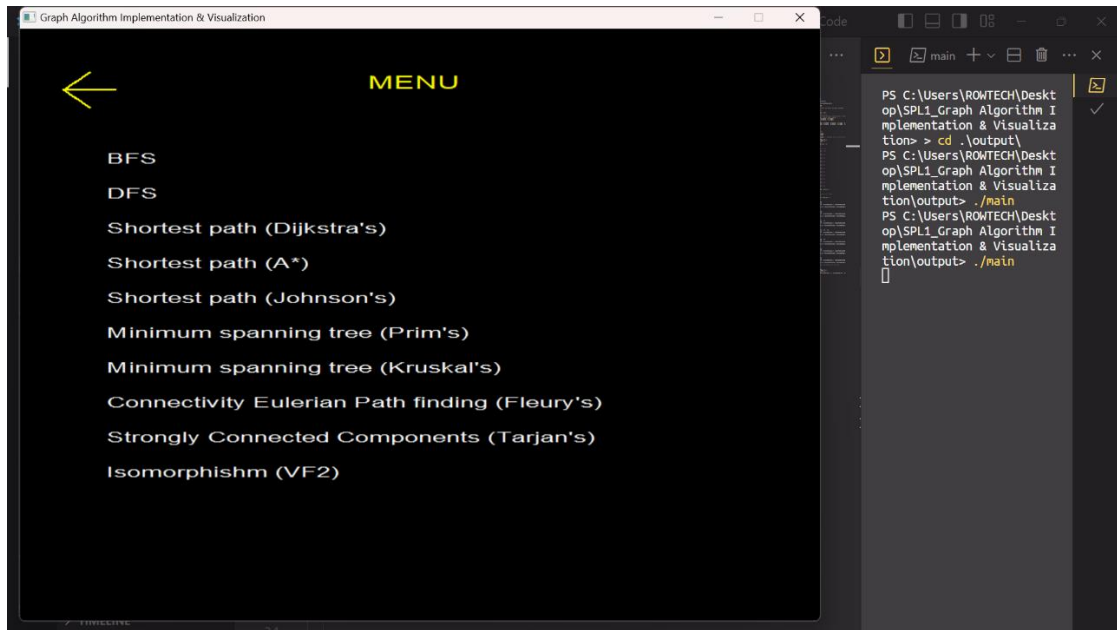 Graph Algorithm Implementation & Visualization
Code
MENU
BFS
DFS
Shortest path (Dijkstra's)
Shortest path (A*)
Shortest path (Johnson's)
Minimum spanning tree (Prim's)
Minimum spanning tree (Kruskal's)
Connectivity Eulerian Path finding (Fleury's)
Strongly Connected Components (Tarjan's)
Isomorphishm (VF2)
main
PS C:\Users\ROWTECH\Deskt
op\SPL1_Graph Algorithm I
mplementation & Visualiza
tion> > cd .\output\
PS C:\Users\ROWTECH\Deskt
op\SPL1_Graph Algorithm I
mplementation & Visualiza
tion\output> ./main
PS C:\Users\ROWTECH\Deskt
op\SPL1_Graph Algorithm I
mplementation & Visualiza
tion\output> ./main
TIMELINE